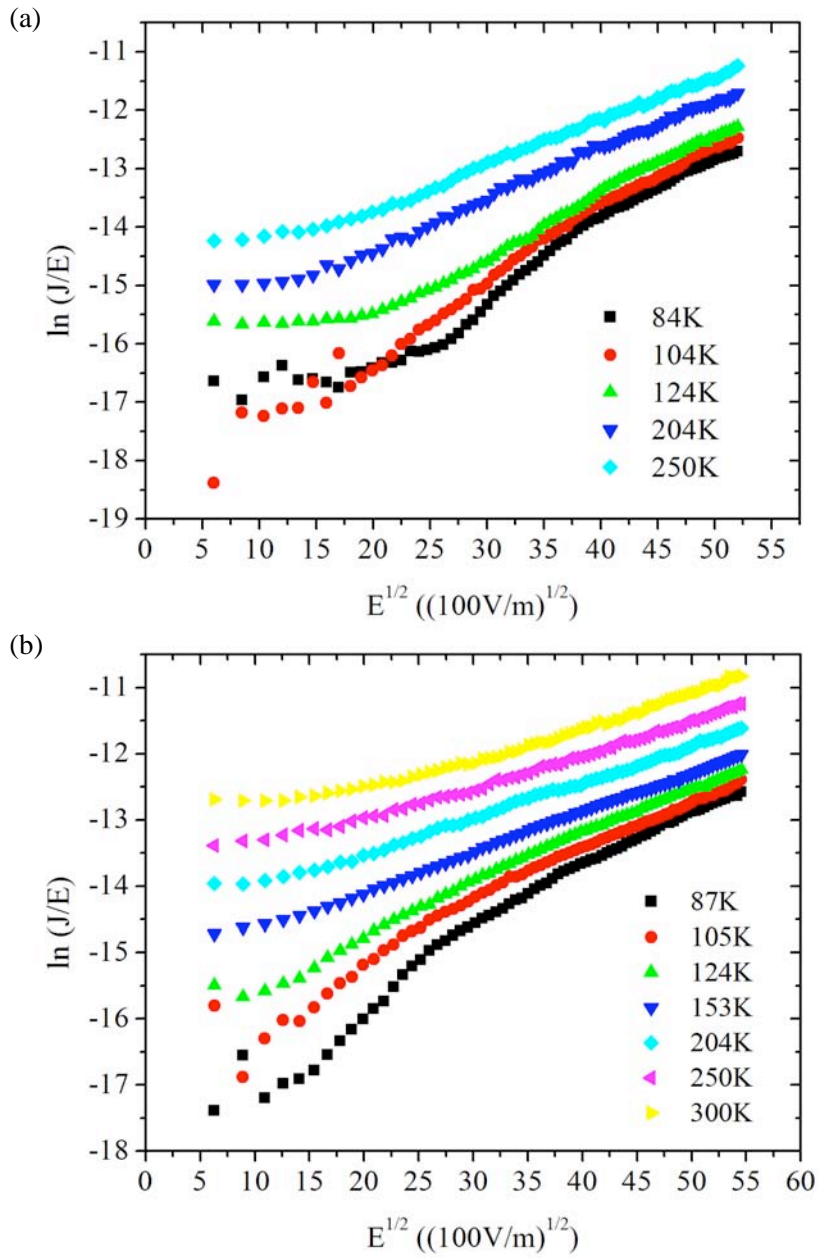 (a)
-11
-12
-13
-14
-15
-16
-17
-18
-19
ln (J/E)
84K
104K
124K
204K
250K
0 5 10 15 20 25 30 35 40 45 50 55
E^{1/2} ((100V/m)^{1/2})
(b)
-11
-12
-13
-14
-15
-16
-17
-18
ln (J/E)
87K
105K
124K
153K
204K
250K
300K
0 5 10 15 20 25 30 35 40 45 50 55 60
E^{1/2} ((100V/m)^{1/2})